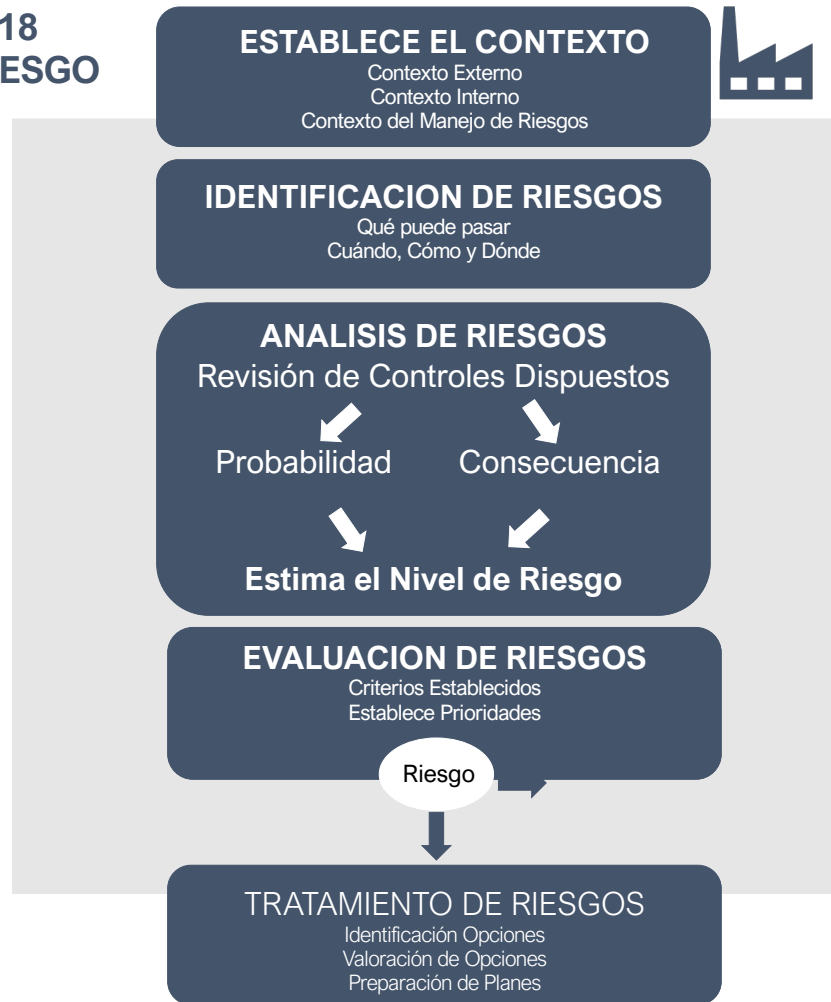 18
ESGO
ESTABLECE EL CONTEXTO
Contexto Externo
Contexto Interno
Contexto del Manejo de Riesgos
IDENTIFICACION DE RIESGOS
Qué puede pasar
Cuándo, Cómo y Dónde
ANALISIS DE RIESGOS
Revisión de Controles Dispuestos
Probabilidad Consecuencia
Estima el Nivel de Riesgo
EVALUACION DE RIESGOS
Criterios Establecidos
Establece Prioridades
Riesgo
TRATAMIENTO DE RIESGOS
Identificación Opciones
Valoración de Opciones
Preparación de Planes